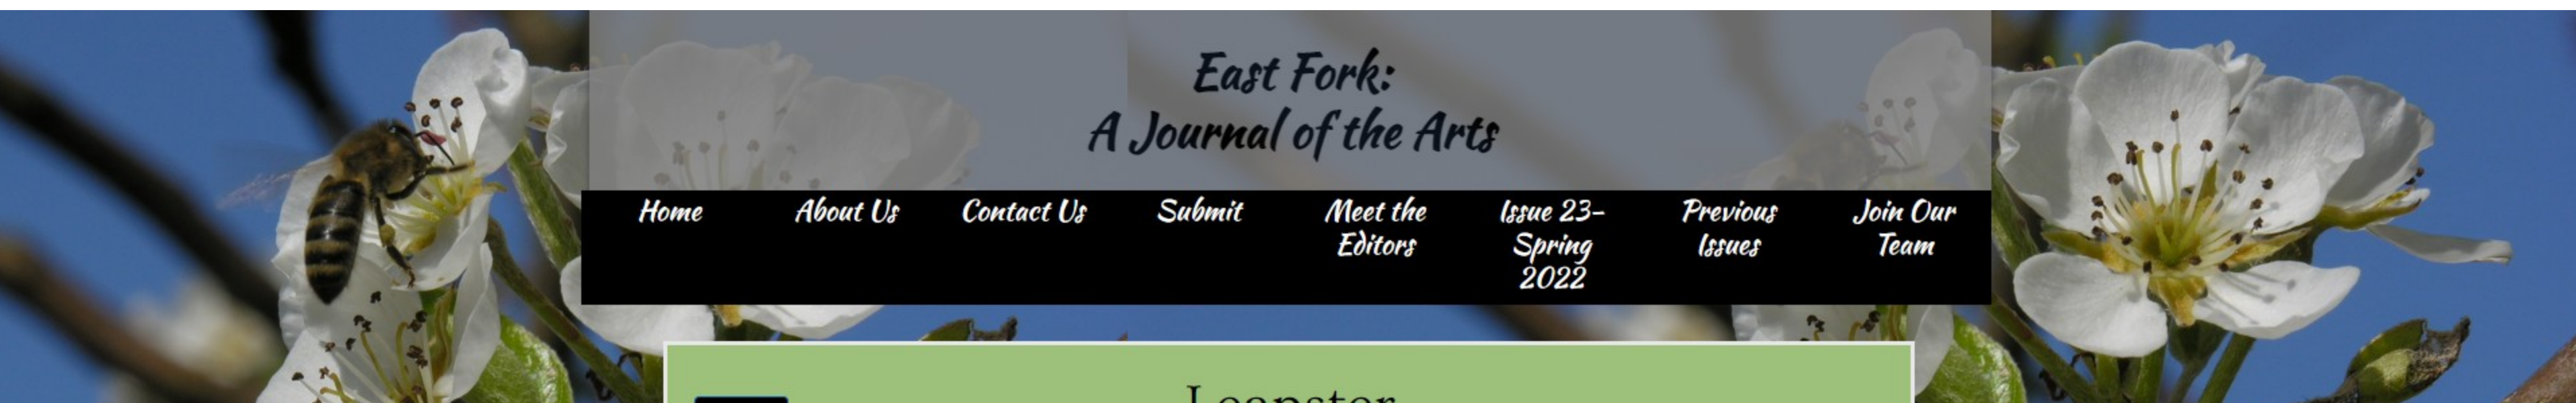 East Fork:
A Journal of the Arts
Home
About Us
Contact Us
Submit
Meet the
Editors
Issue 23-
Spring
2022
Previous
Issues
Join Our
Team